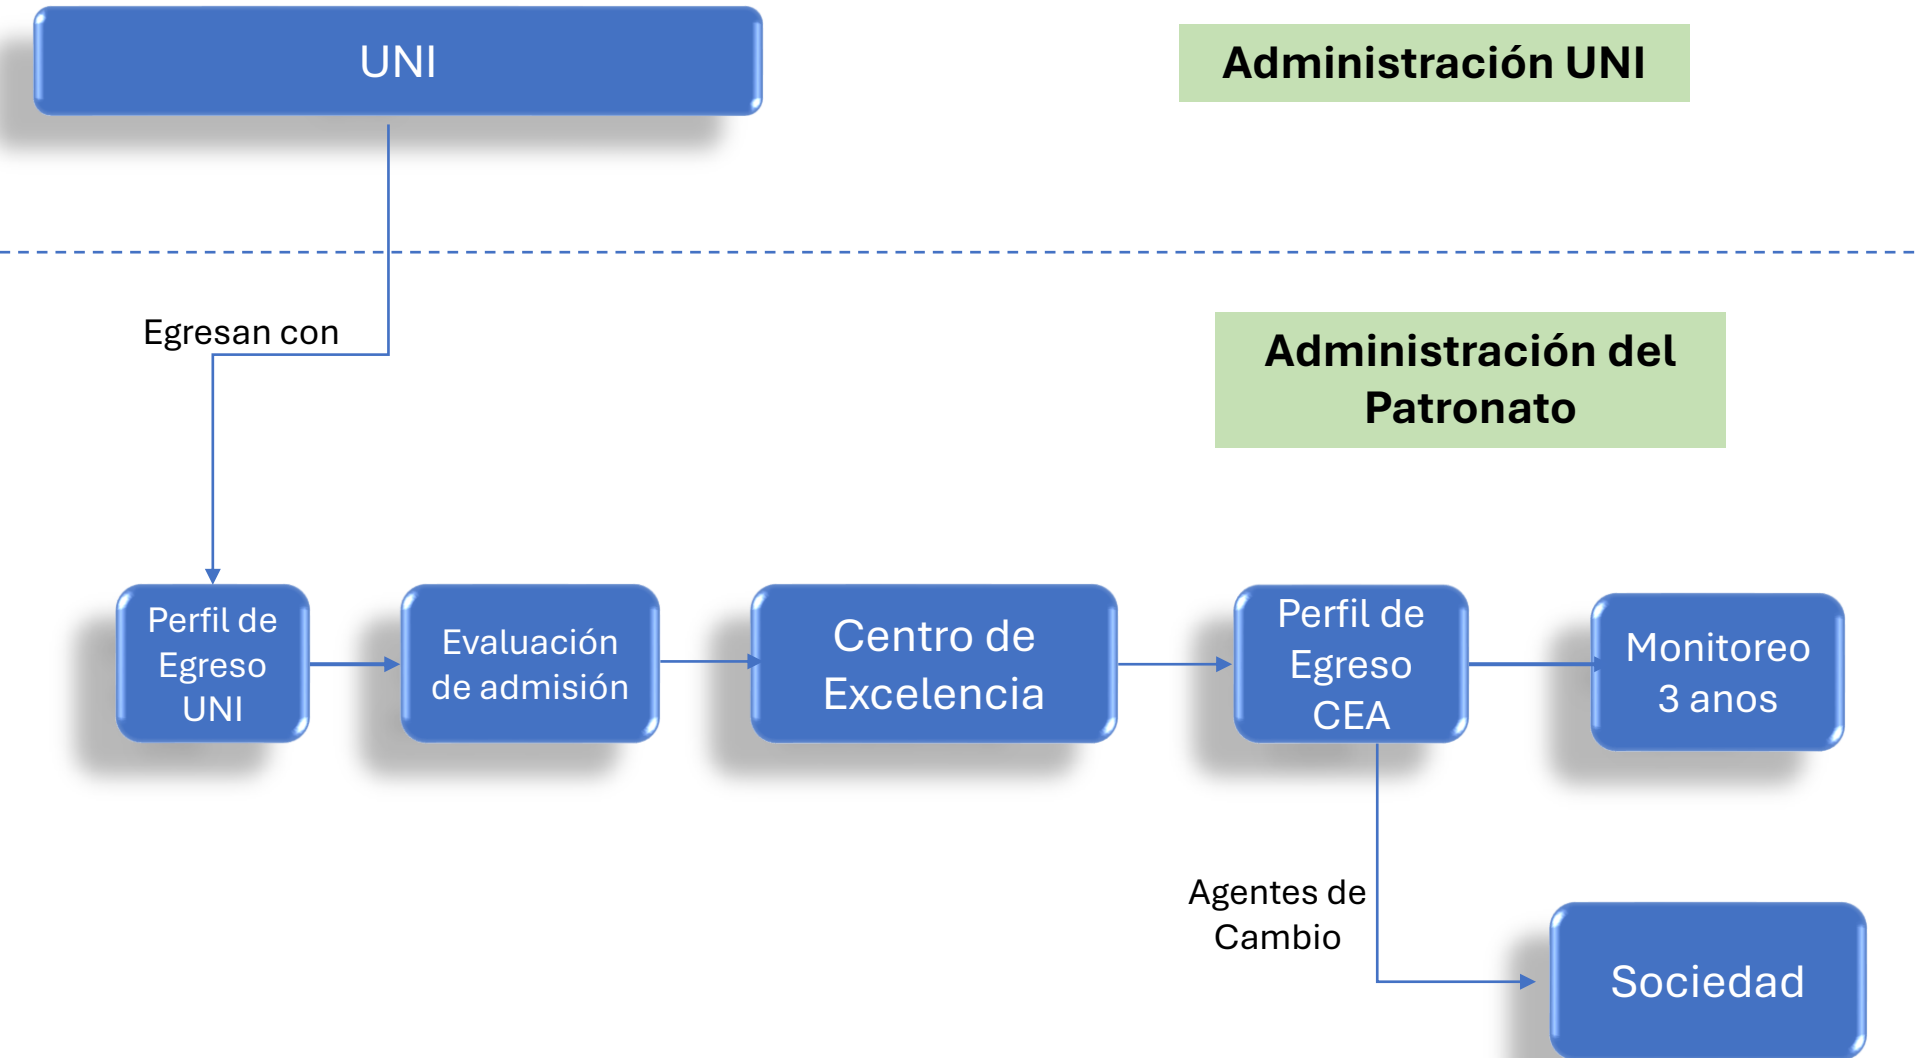 UNI
Administración UNI
Egresan con
Administración del
Patronato
Perfil de
Egreso
UNI
Evaluación
de admisión
Centro de
Excelencia
Perfil de
Egreso
CEA
Monitoreo
3 anos
Agentes de
Cambio
Sociedad